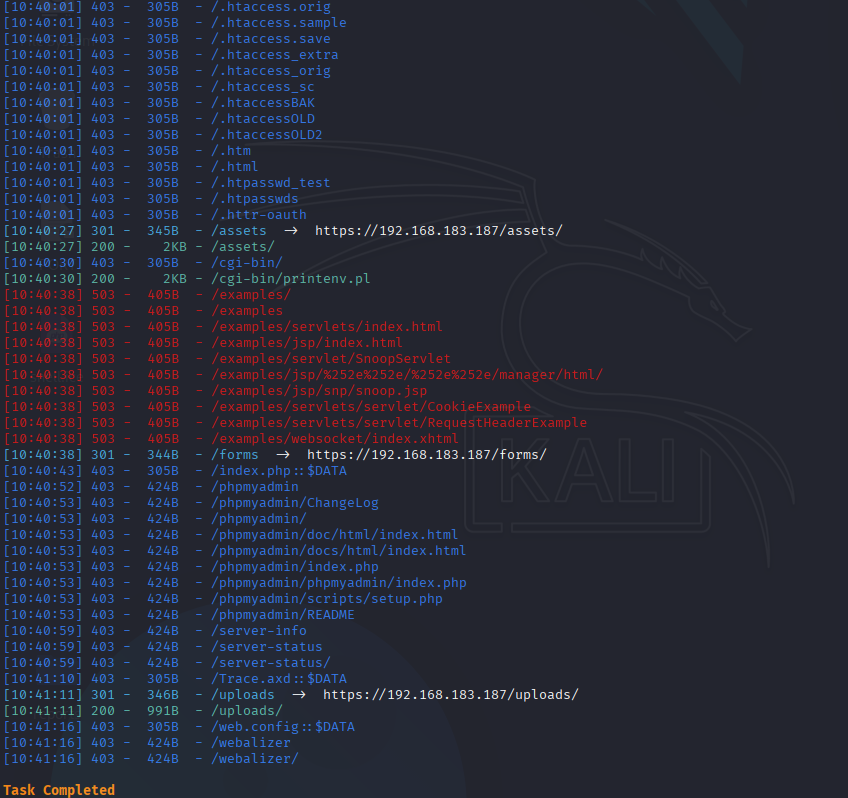 [10:40:01] 403 -  305B  - /.htaccess.orig
[10:40:01] 403 -  305B  - /.htaccess.sample
[10:40:01] 403 -  305B  - /.htaccess.save
[10:40:01] 403 -  305B  - /.htaccess_extra
[10:40:01] 403 -  305B  - /.htaccess_orig
[10:40:01] 403 -  305B  - /.htaccess_sc
[10:40:01] 403 -  305B  - /.htaccessBAK
[10:40:01] 403 -  305B  - /.htaccessOLD
[10:40:01] 403 -  305B  - /.htaccessOLD2
[10:40:01] 403 -  305B  - /.htm
[10:40:01] 403 -  305B  - /.html
[10:40:01] 403 -  305B  - /.htpasswd_test
[10:40:01] 403 -  305B  - /.htpasswds
[10:40:01] 403 -  305B  - /.httr-oauth
[10:40:27] 301 -  345B  - /assets  →  https://192.168.183.187/assets/
[10:40:27] 200 -    2KB - /assets/
[10:40:30] 403 -  305B  - /cgi-bin/
[10:40:30] 200 -    2KB - /cgi-bin/printenv.pl
[10:40:38] 503 -  405B  - /examples/
[10:40:38] 503 -  405B  - /examples
[10:40:38] 503 -  405B  - /examples/servlets/index.html
[10:40:38] 503 -  405B  - /examples/jsp/index.html
[10:40:38] 503 -  405B  - /examples/servlet/SnoopServlet
[10:40:38] 503 -  405B  - /examples/jsp/%252e%252e/%252e%252e/manager/html/
[10:40:38] 503 -  405B  - /examples/jsp/snp/snoop.jsp
[10:40:38] 503 -  405B  - /examples/servlets/servlet/CookieExample
[10:40:38] 503 -  405B  - /examples/servlets/servlet/RequestHeaderExample
[10:40:38] 503 -  405B  - /examples/websocket/index.xhtml
[10:40:38] 301 -  344B  - /forms  →  https://192.168.183.187/forms/
[10:40:43] 403 -  305B  - /index.php::$DATA
[10:40:52] 403 -  424B  - /phpmyadmin
[10:40:53] 403 -  424B  - /phpmyadmin/ChangeLog
[10:40:53] 403 -  424B  - /phpmyadmin/
[10:40:53] 403 -  424B  - /phpmyadmin/doc/html/index.html
[10:40:53] 403 -  424B  - /phpmyadmin/docs/html/index.html
[10:40:53] 403 -  424B  - /phpmyadmin/index.php
[10:40:53] 403 -  424B  - /phpmyadmin/phpmyadmin/index.php
[10:40:53] 403 -  424B  - /phpmyadmin/scripts/setup.php
[10:40:53] 403 -  424B  - /phpmyadmin/README
[10:40:59] 403 -  424B  - /server-info
[10:40:59] 403 -  424B  - /server-status
[10:40:59] 403 -  424B  - /server-status/
[10:41:10] 403 -  305B  - /Trace.axd::$DATA
[10:41:11] 301 -  346B  - /uploads  →  https://192.168.183.187/uploads/
[10:41:11] 200 -  991B  - /uploads/
[10:41:16] 403 -  305B  - /web.config::$DATA
[10:41:16] 403 -  424B  - /webalizer
[10:41:16] 403 -  424B  - /webalizer/
Task Completed
KALI